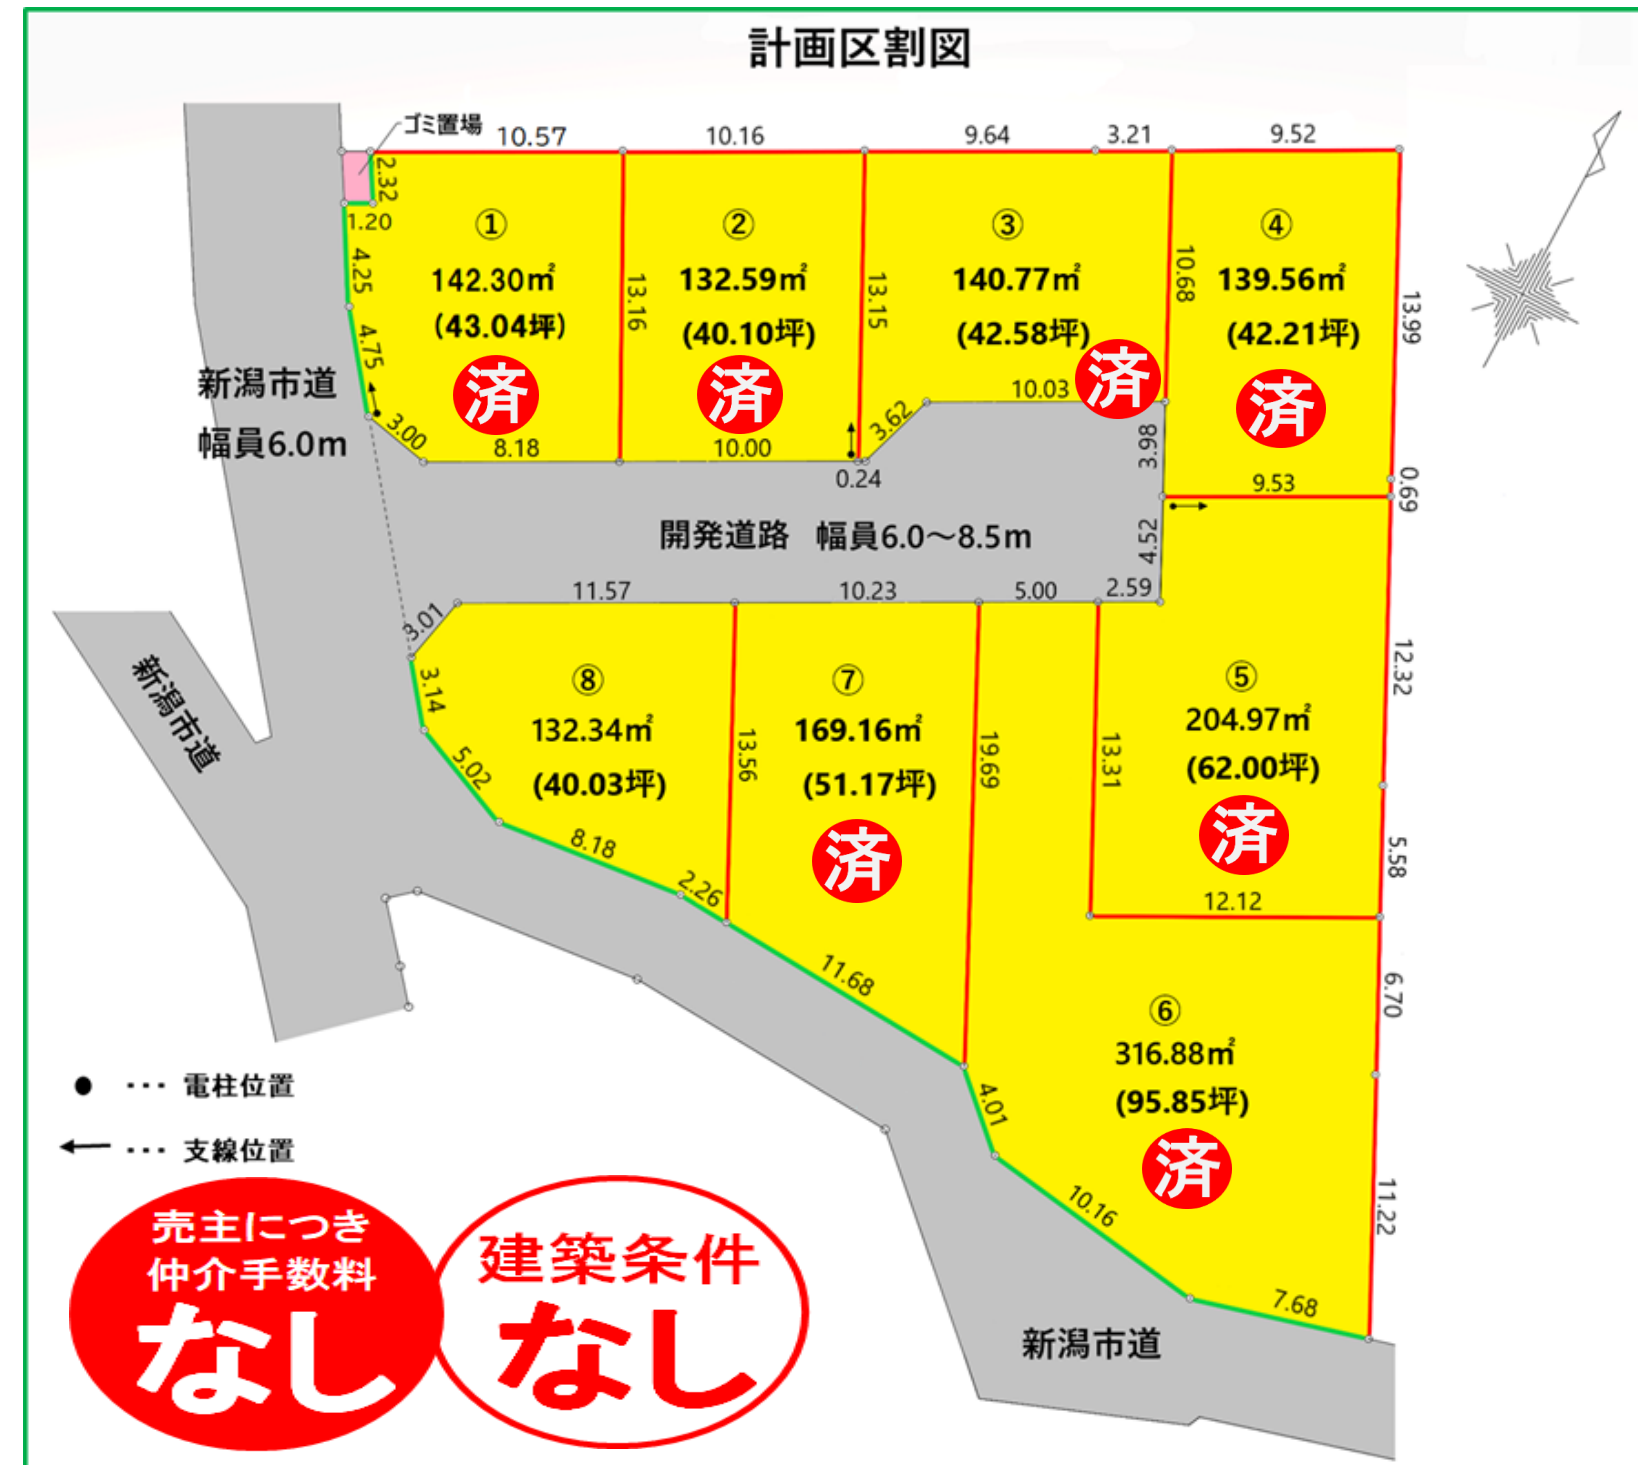 計画区割図
ゴミ置場
10.57
10.16
9.64
3.21
9.52
2.32
1.20
4.25
4.75
3.00
8.18
①
142.30㎡
(43.04坪)
済
13.16
②
132.59㎡
(40.10坪)
済
10.00
13.15
0.24
3.62
③
140.77㎡
(42.58坪)
済
10.03
10.68
3.98
④
139.56㎡
(42.21坪)
済
13.99
0.69
9.53
4.52
新潟市道
幅員6.0m
開発道路 幅員6.0～8.5m
11.57
10.23
5.00
2.59
3.01
3.14
5.02
8.18
2.26
⑧
132.34㎡
(40.03坪)
13.56
⑦
169.16㎡
(51.17坪)
済
11.68
19.69
13.31
⑤
204.97㎡
(62.00坪)
済
12.32
5.58
12.12
6.70
⑥
316.88㎡
(95.85坪)
済
4.01
10.16
7.68
11.22
新潟市道
新潟市道
● ··· 電柱位置
← ··· 支線位置
売主につき
仲介手数料
なし
建築条件
なし